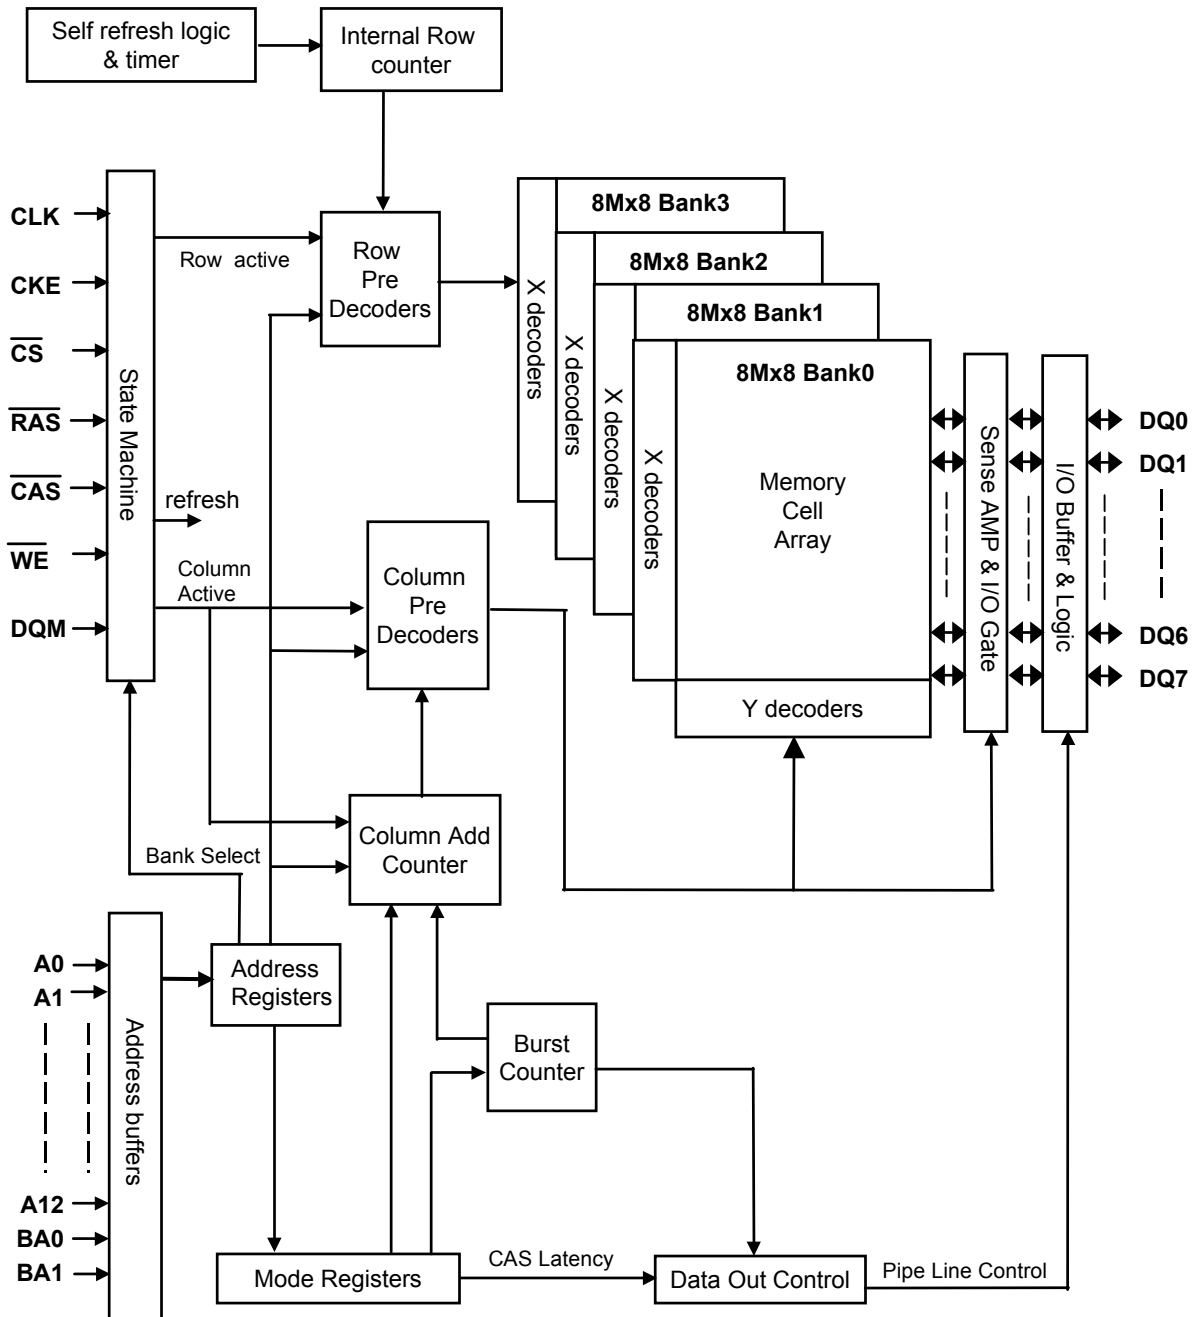 Self refresh logic
& timer
Internal Row
counter
CLK
CKE
CS
RAS
CAS
WE
DQM
State Machine
Row active
refresh
Column
Active
Bank Select
Row
Pre
Decoders
Column
Pre
Decoders
Column Add
Counter
X decoders
X decoders
X decoders
X decoders
8Mx8 Bank3
8Mx8 Bank2
8Mx8 Bank1
8Mx8 Bank0
Memory
Cell
Array
Y decoders
Sense AMP & I/O Gate
I/O Buffer & Logic
DQ0
DQ1
DQ6
DQ7
A0
A1
A12
BA0
BA1
Address buffers
Address
Registers
Burst
Counter
Mode Registers
CAS Latency
Data Out Control
Pipe Line Control